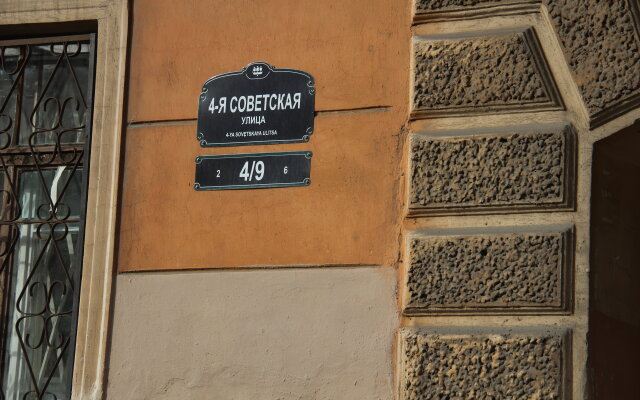 4-Я СОВЕТСКАЯ
УЛИЦА
4-YA SOVETSKAYA ULITSA
2 4/9 6